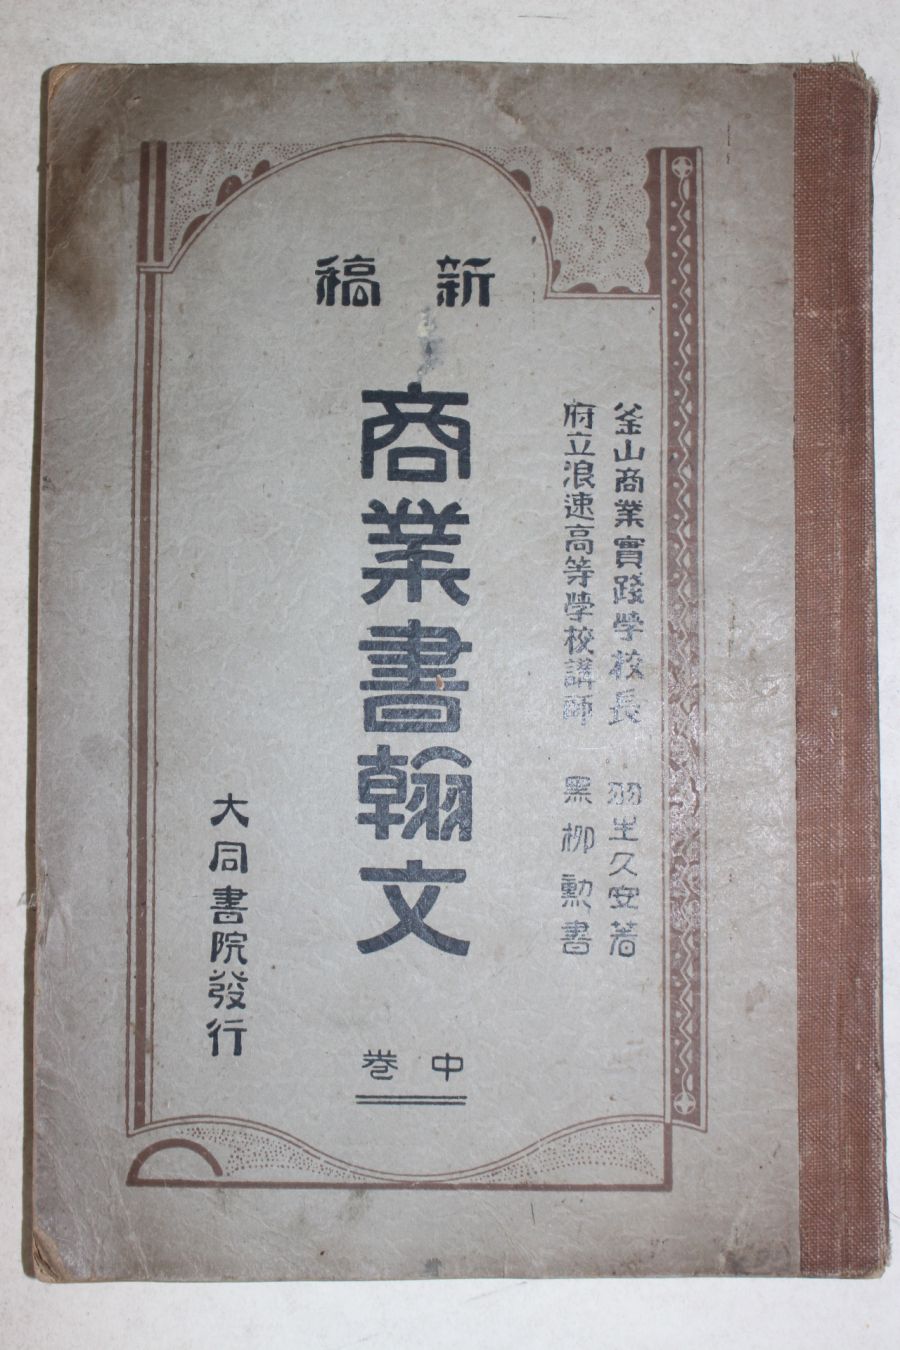 新稿
釜山商業實踐學校長 羽生久安著
府立浪速高等學校講師 黑柳勲書
商業書翰文
中卷
大同書院發行